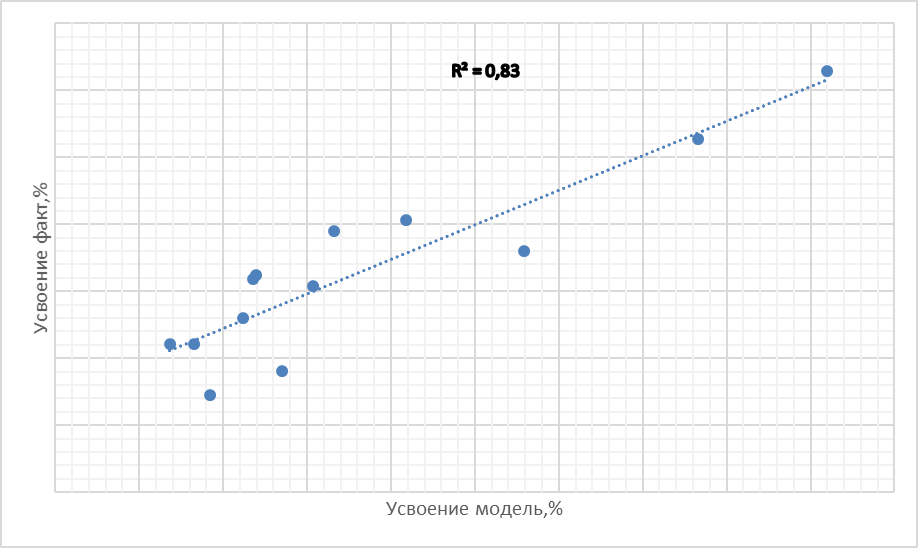 R² = 0,83
Усвоение факт,%
Усвоение модель,%